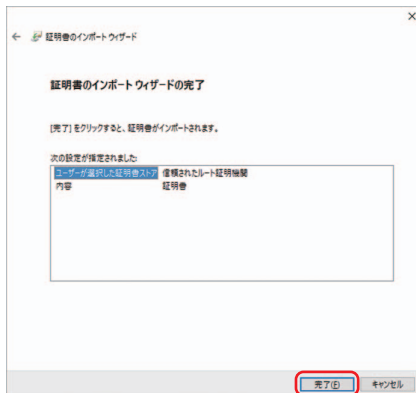 証明書のインポート ウィザード
証明書のインポート ウィザードの完了
[完了] をクリックすると、証明書がインポートされます。
次の設定が指定されました:
ユーザーが選択した証明書ストア 信頼されたルート証明機関
内容 証明書
完了(F) キャンセル